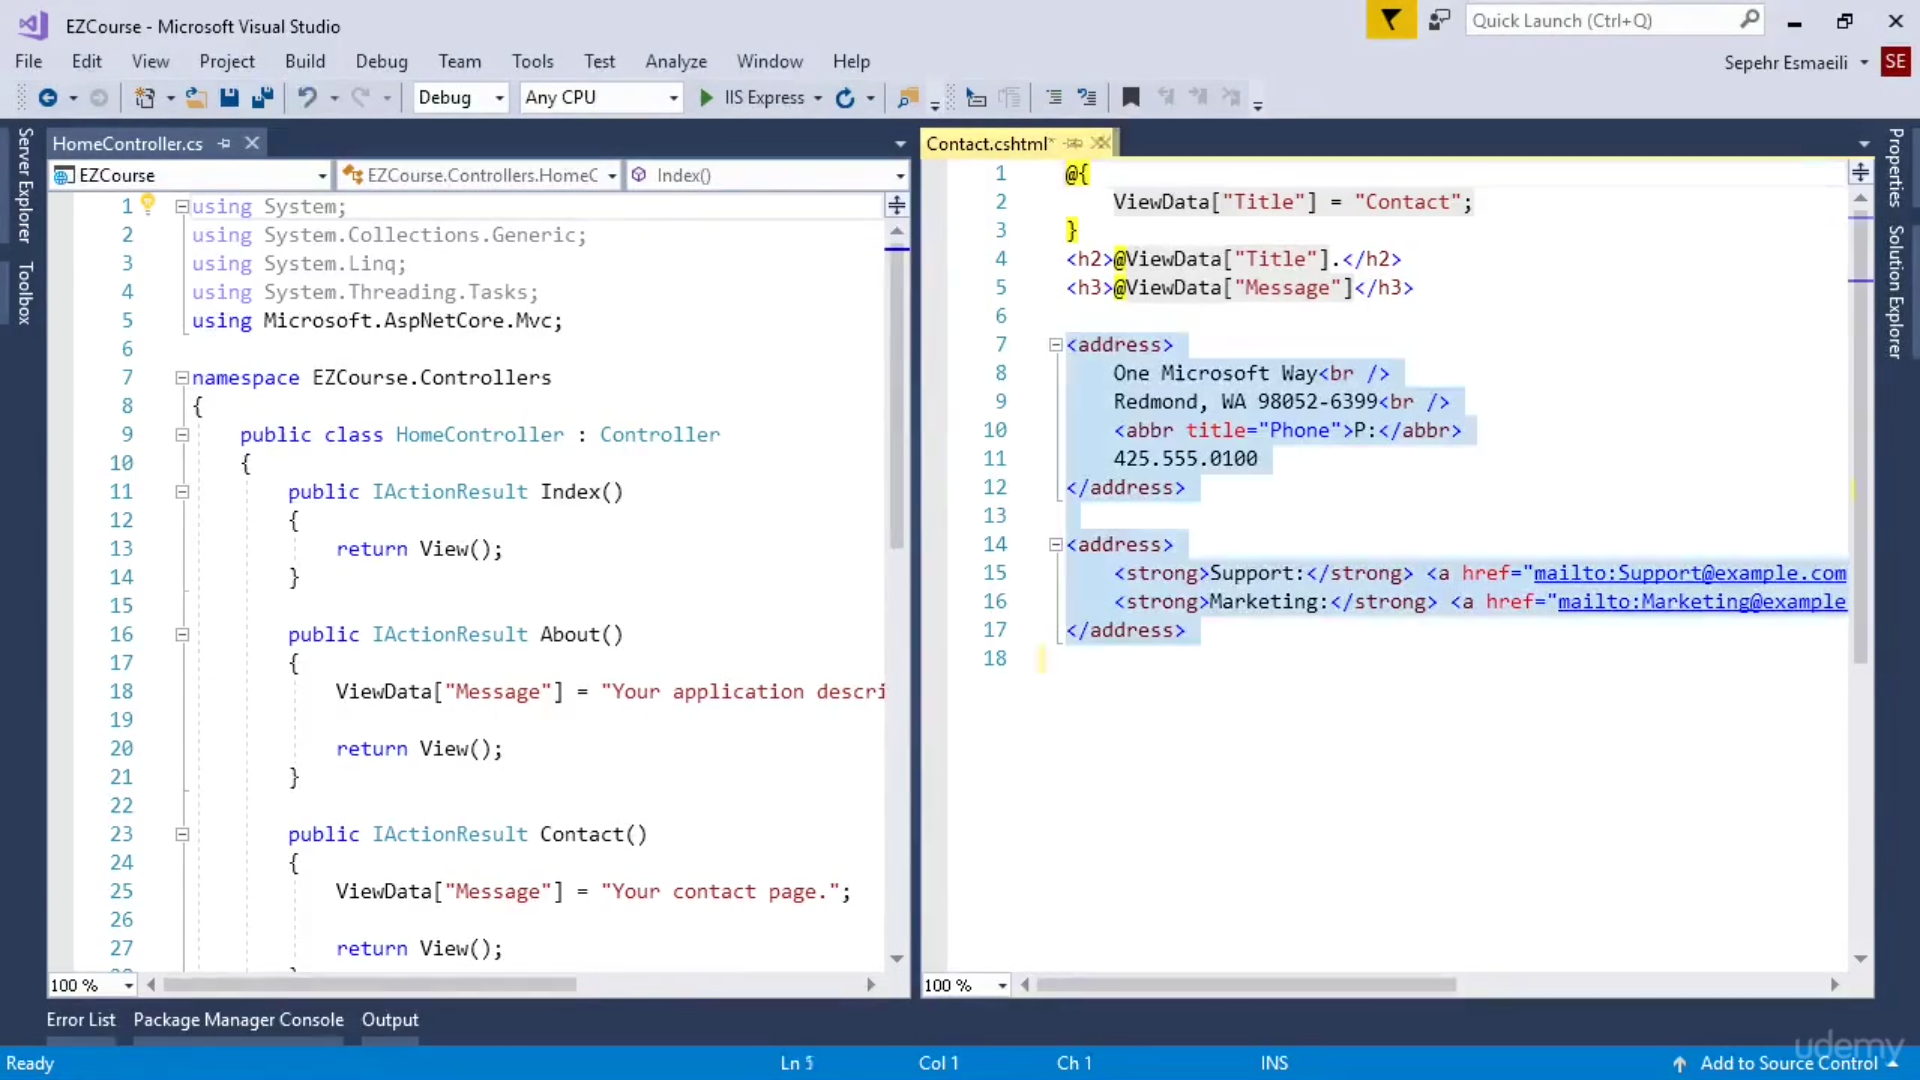 EZCourse - Microsoft Visual Studio
Quick Launch (Ctrl+Q)
File Edit View Project Build Debug Team Tools Test Analyze Window Help
Sepehr Esmaeili SE
Debug Any CPU IIS Express
Server Explorer
Toolbox
HomeController.cs
EZCourse EZCourse.Controllers.HomeC Index()
1 using System;
2 using System.Collections.Generic;
3 using System.Linq;
4 using System.Threading.Tasks;
5 using Microsoft.AspNetCore.Mvc;
6
7 namespace EZCourse.Controllers
8 {
9 public class HomeController : Controller
10 {
11 public IActionResult Index()
12 {
13 return View();
14 }
15
16 public IActionResult About()
17 {
18 ViewData["Message"] = "Your application descri
19
20 return View();
21 }
22
23 public IActionResult Contact()
24 {
25 ViewData["Message"] = "Your contact page.";
26
27 return View();
100 %
Contact.cshtml*
1 @{
2 ViewData["Title"] = "Contact";
3 }
4 <h2>@ViewData["Title"].</h2>
5 <h3>@ViewData["Message"]</h3>
6
7 <address>
8 One Microsoft Way<br />
9 Redmond, WA 98052-6399<br />
10 <abbr title="Phone">P:</abbr>
11 425.555.0100
12 </address>
13
14 <address>
15 <strong>Support:</strong> <a href="mailto:Support@example.com
16 <strong>Marketing:</strong> <a href="mailto:Marketing@example
17 </address>
18
100 %
Properties
Solution Explorer
Error List Package Manager Console Output
Ready Ln 5 Col 1 Ch 1 INS Add to Source Control
udemy